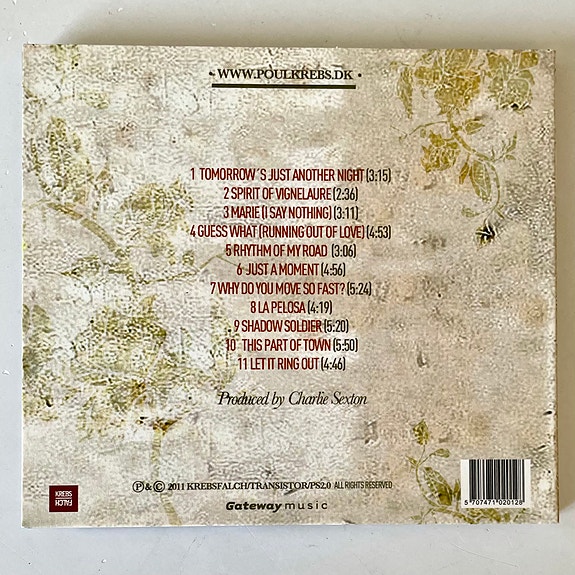 • WWW.POULKREBS.DK •
1 TOMORROW´S JUST ANOTHER NIGHT (3:15)
2 SPIRIT OF VIGNELAURE (2:36)
3 MARIE (I SAY NOTHING) (3:11)
4 GUESS WHAT (RUNNING OUT OF LOVE) (4:53)
5 RHYTHM OF MY ROAD (3:06)
6 JUST A MOMENT (4:56)
7 WHY DO YOU MOVE SO FAST? (5:24)
8 LA PELOSA (4:19)
9 SHADOW SOLDIER (5:20)
10 THIS PART OF TOWN (5:50)
11 LET IT RING OUT (4:46)
Produced by Charlie Sexton
KREBS
FALCH
℗ & © 2011 KREBSFALCH/TRANSISTOR/PS2.0 ALL RIGHTS RESERVED
Gateway music
5 707471 020128